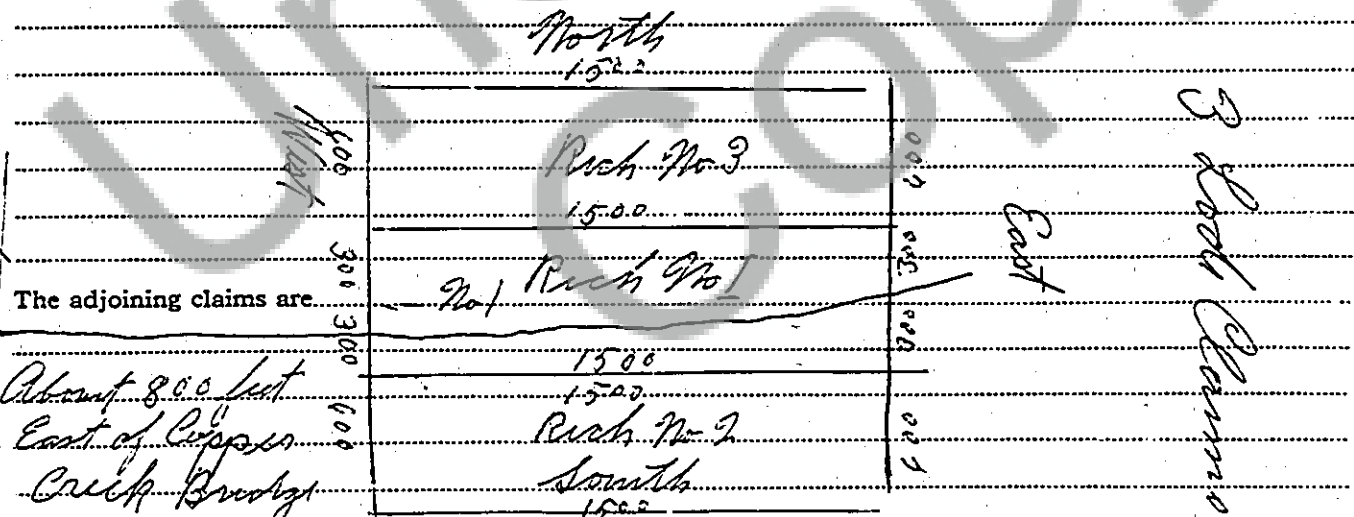 North
1500
West
600
600
Rich No 3
1500
East
300
300
Rich No 1
No 1
The adjoining claims are
300
300
1500
1500
About 800 feet
East of Copper
Creek Bridge
600
600
Rich No 2
South
1500
3 Lode Claims